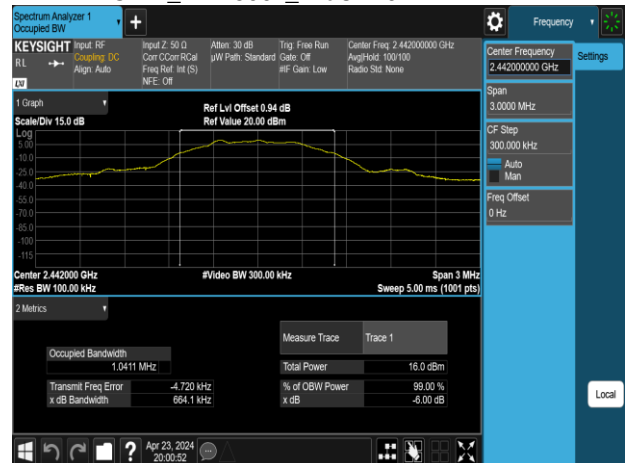 Spectrum Analyzer 1
Occupied BW
+
Frequency
KEYSIGHT
RL
LXI
Input: RF
Coupling: DC
Align: Auto
Input Z: 50 Ω
Corr CCorr RCal
Freq Ref: Int (S)
NFE: Off
Atten: 30 dB
µW Path: Standard
Trig: Free Run
Gate: Off
#IF Gain: Low
Center Freq: 2.442000000 GHz
Avg|Hold: 100/100
Radio Std: None
Center Frequency
2.442000000 GHz
Settings
Span
3.0000 MHz
CF Step
300.000 kHz
Auto
Man
Freq Offset
0 Hz
1 Graph
Scale/Div 15.0 dB
Ref Lvl Offset 0.94 dB
Ref Value 20.00 dBm
Log
5.00
-10.0
-25.0
-40.0
-55.0
-70.0
-85.0
-100
-115
Center 2.442000 GHz
#Video BW 300.00 kHz
Span 3 MHz
#Res BW 100.00 kHz
Sweep 5.00 ms (1001 pts)
2 Metrics
Measure Trace
Trace 1
Occupied Bandwidth
1.0411 MHz
Total Power
16.0 dBm
Transmit Freq Error
-4.720 kHz
% of OBW Power
99.00 %
x dB Bandwidth
664.1 kHz
x dB
-6.00 dB
Local
?
Apr 23, 2024
20:00:52